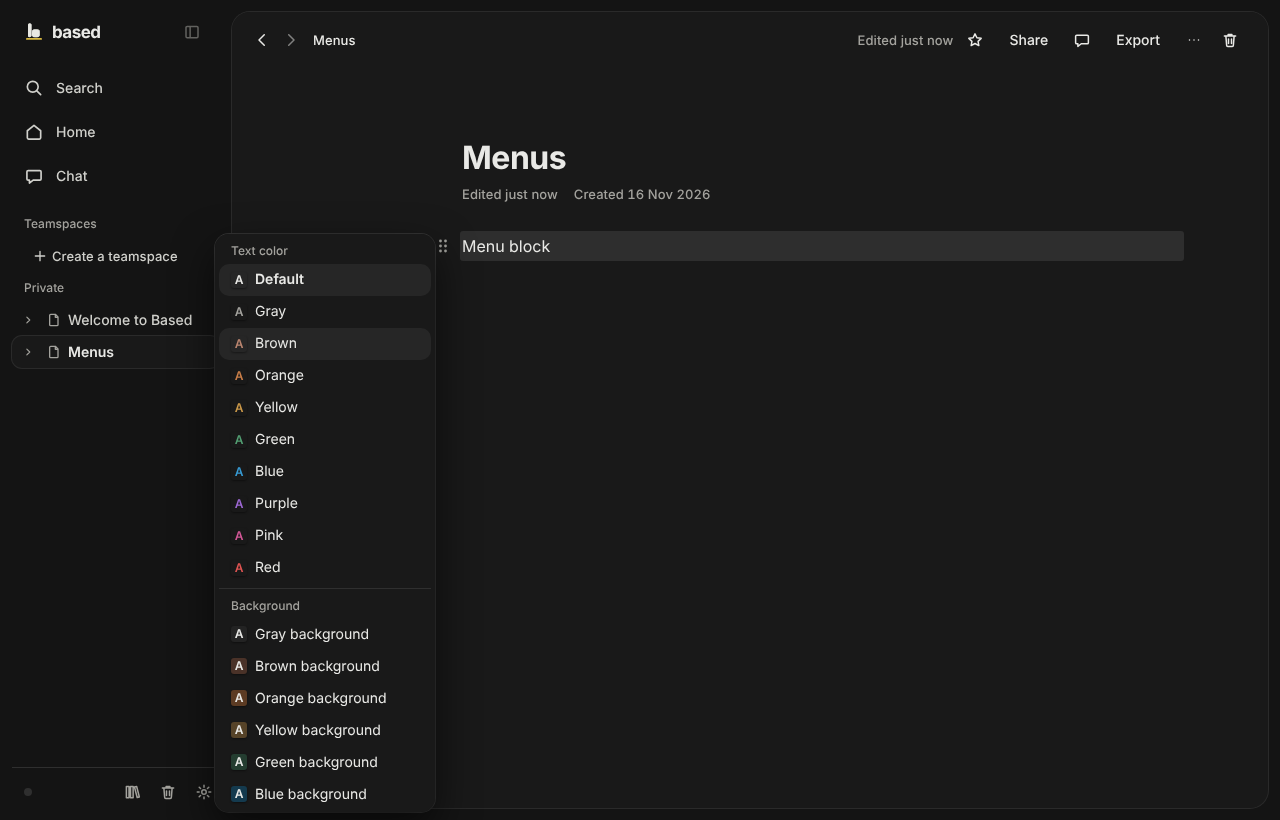 based
Search
Home
Chat
Teamspaces
Create a teamspace
Private
Welcome to Based
Menus
Menus
Edited just now
Share
Export
Menus
Edited just now Created 16 Nov 2026
Menu block
Text color
A Default
A Gray
A Brown
A Orange
A Yellow
A Green
A Blue
A Purple
A Pink
A Red
Background
A Gray background
A Brown background
A Orange background
A Yellow background
A Green background
A Blue background